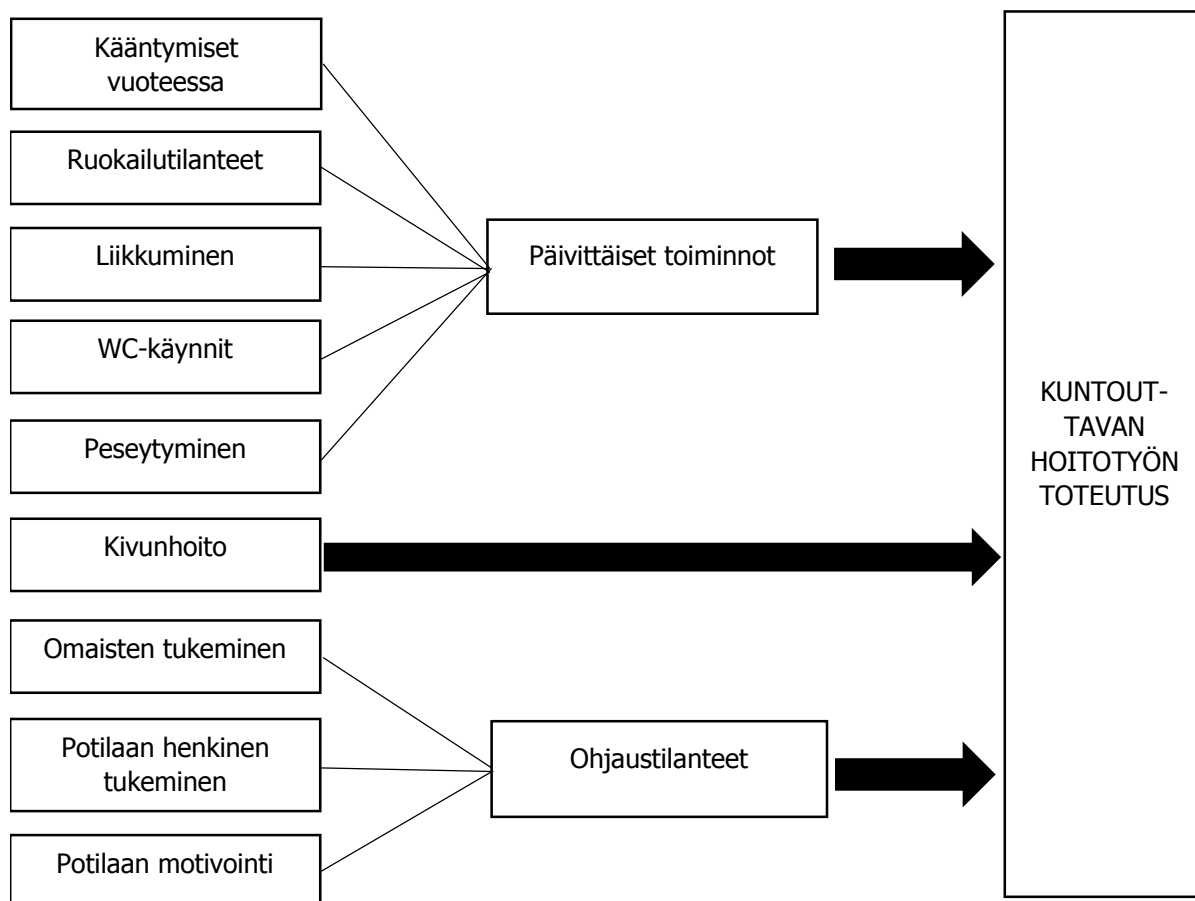 Kääntymiset
vuoteessa
Ruokailutilanteet
Liikkuminen
WC-käynnit
Peseytyminen
Kivunhoito
Omaisten tukeminen
Potilaan henkinen
tukeminen
Potilaan motivointi
Päivittäiset toiminnot
Ohjaustilanteet
KUNTOUT-
TAVAN
HOITOTYÖN
TOTEUTUS